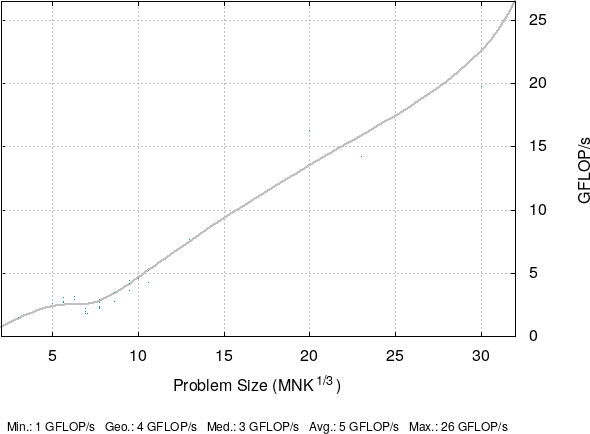 25
20
15
10
5
0
GFLOP/s
5 10 15 20 25 30
Problem Size (MNK^1/3)
Min.: 1 GFLOP/s Geo.: 4 GFLOP/s Med.: 3 GFLOP/s Avg.: 5 GFLOP/s Max.: 26 GFLOP/s